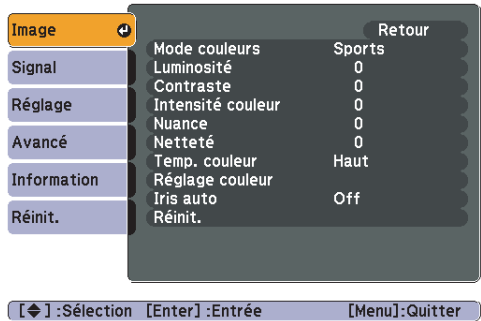 Image
Signal
Réglage
Avancé
Information
Réinit.
Retour
Mode couleurs Sports
Luminosité 0
Contraste 0
Intensité couleur 0
Nuance 0
Netteté 0
Temp. couleur Haut
Réglage couleur
Iris auto Off
Réinit.
[◆] :Sélection [Enter] :Entrée [Menu]:Quitter